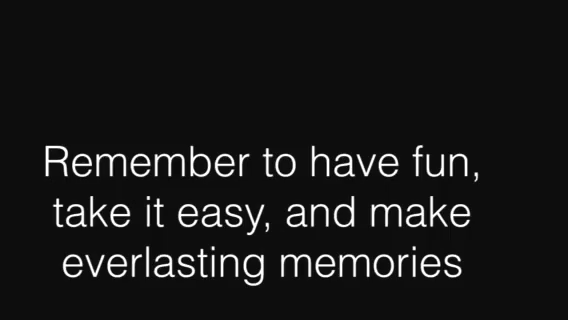 Remember to have fun,
take it easy, and make
everlasting memories